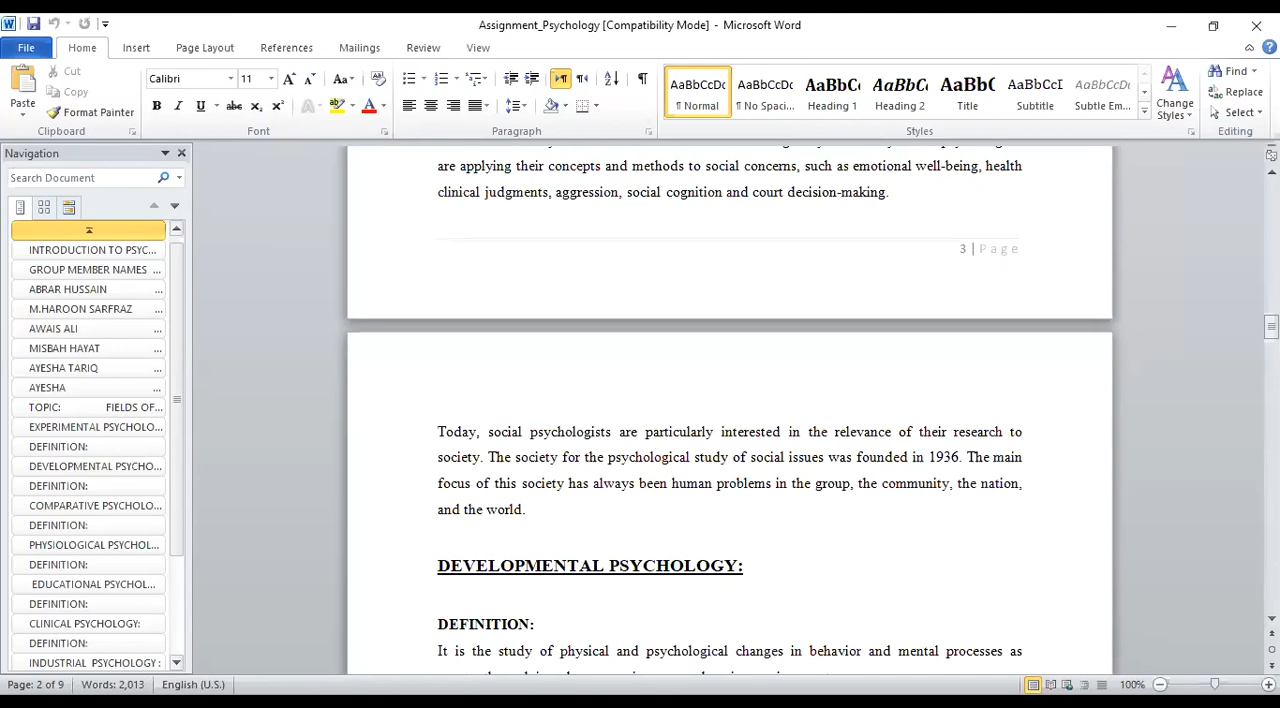 Assignment_Psychology [Compatibility Mode] - Microsoft Word
File Home Insert Page Layout References Mailings Review View
Paste
Cut
Copy
Format Painter
Clipboard
Calibri 11
Font
Paragraph
AaBbCcDc ¶ Normal
AaBbCcDc ¶ No Spaci...
AaBbC Heading 1
AaBbC Heading 2
AaBb( Title
AaBbCcI Subtitle
AaBbCcDc Subtle Em...
Change Styles
Styles
Find
Replace
Select
Editing
Navigation
Search Document
INTRODUCTION TO PSYC...
GROUP MEMBER NAMES ...
ABRAR HUSSAIN ...
M.HAROON SARFRAZ ...
AWAIS ALI ...
MISBAH HAYAT ...
AYESHA TARIQ ...
AYESHA ...
TOPIC: FIELDS OF...
EXPERIMENTAL PSYCHOLO...
DEFINITION:
DEVELOPMENTAL PSYCHO...
DEFINITION:
COMPARATIVE PSYCHOLO...
DEFINITION:
PHYSIOLOGICAL PSYCHOL...
DEFINITION:
EDUCATIONAL PSYCHOL...
DEFINITION:
CLINICAL PSYCHOLOGY:
DEFINITION:
INDUSTRIAL PSYCHOLOGY :
are applying their concepts and methods to social concerns, such as emotional well-being, health
clinical judgments, aggression, social cognition and court decision-making.
3 | Page
Today, social psychologists are particularly interested in the relevance of their research to
society. The society for the psychological study of social issues was founded in 1936. The main
focus of this society has always been human problems in the group, the community, the nation,
and the world.
DEVELOPMENTAL PSYCHOLOGY:
DEFINITION:
It is the study of physical and psychological changes in behavior and mental processes as
Page: 2 of 9 Words: 2,013 English (U.S.) 100%